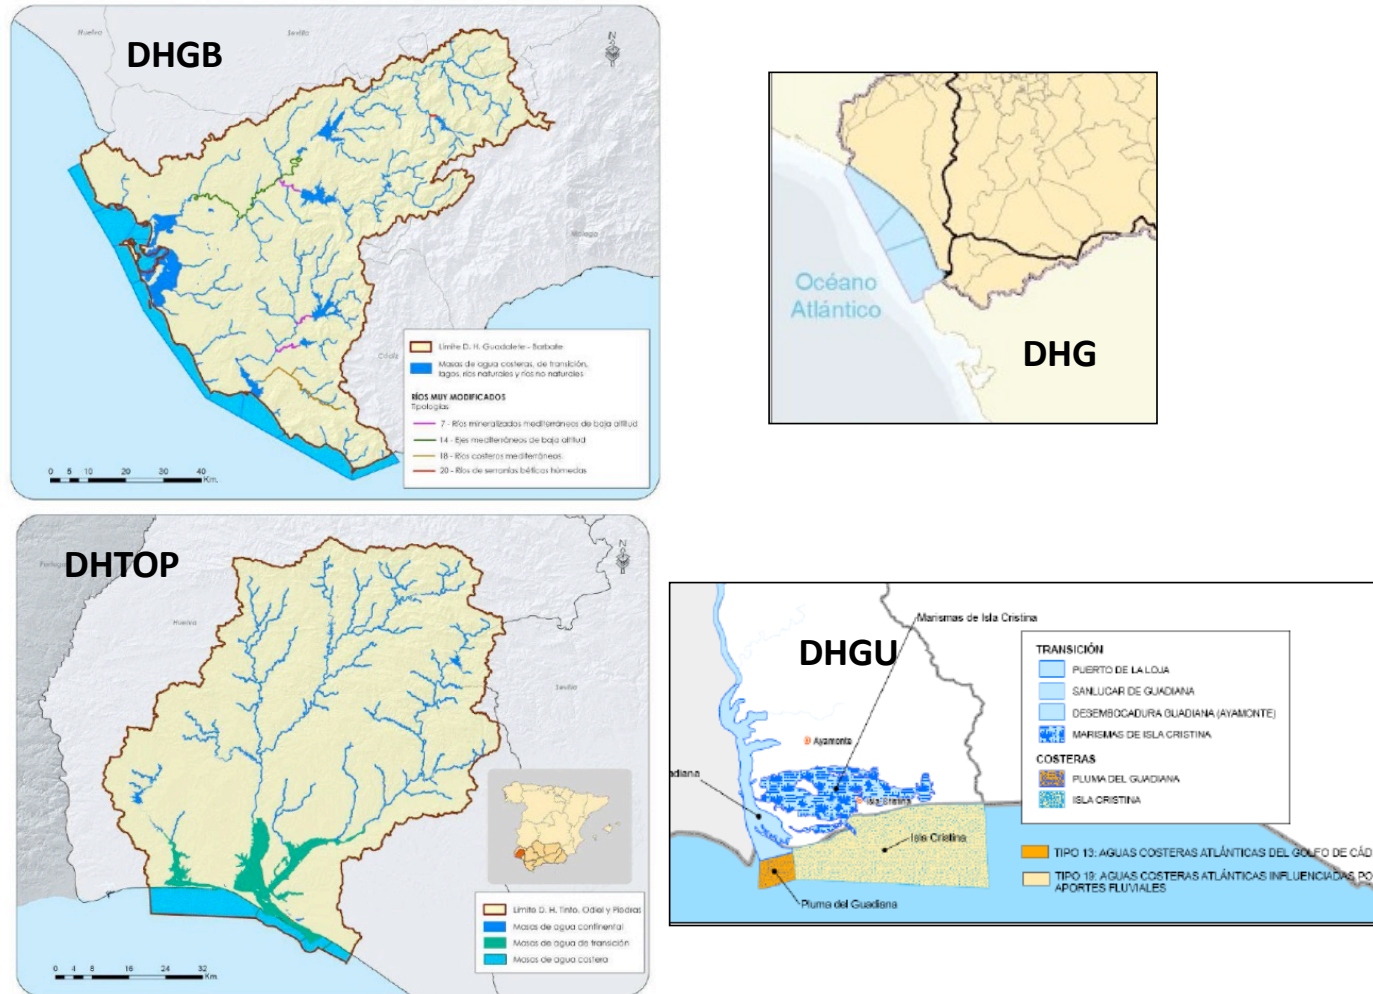 DHGB
Huelva
Sevilla
N
Málaga
Cádiz
Límite D. H. Guadalete - Barbate
Masas de agua costeras, de transición,
lagos, ríos naturales y ríos no naturales
RÍOS MUY MODIFICADOS
Tipologías
7 - Ríos mineralizados mediterráneos de baja altitud
14 - Ejes mediterráneos de baja altitud
18 - Ríos costeros mediterráneos
20 - Ríos de serranías béticas húmedas
0 5 10 20 30 40
Km.
Océano
Atlántico
DHG
DHTOP
Huelva
N
Sevilla
Límite D. H. Tinto, Odiel y Piedras
Masas de agua continental
Masas de agua de transición
Masas de agua costera
0 4 8 16 24 32
Km.
DHGU
Marismas de Isla Cristina
Ayamonte
adiana
Isla Cristina
Isla Cristina
Pluma del Guadiana
TRANSICIÓN
PUERTO DE LA LOJA
SANLUCAR DE GUADIANA
DESEMBOCADURA GUADIANA (AYAMONTE)
MARISMAS DE ISLA CRISTINA
COSTERAS
PLUMA DEL GUADIANA
ISLA CRISTINA
TIPO 13: AGUAS COSTERAS ATLÁNTICAS DEL GOLFO DE CÁD
TIPO 19: AGUAS COSTERAS ATLÁNTICAS INFLUENCIADAS PO
APORTES FLUVIALES